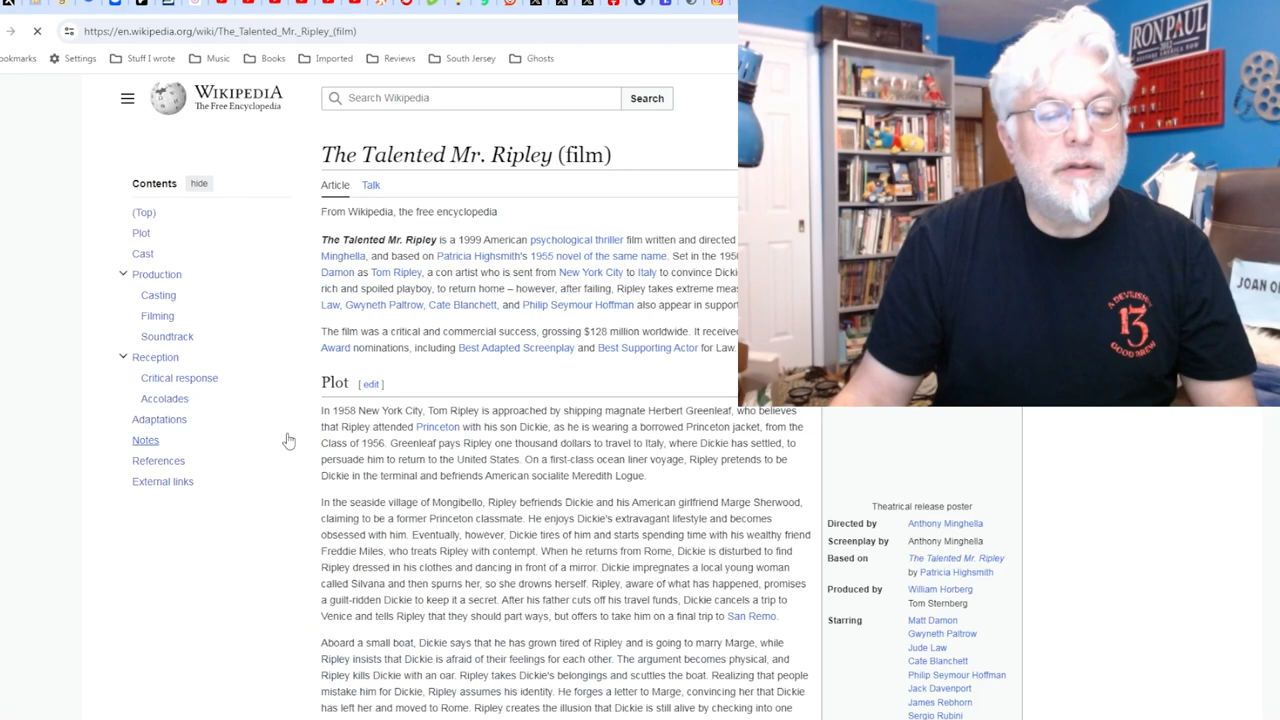 https://en.wikipedia.org/wiki/The_Talented_Mr._Ripley_(film)
ookmarks Settings Stuff I wrote Music Books Imported Reviews South Jersey Ghosts
WIKIPEDIA
The Free Encyclopedia
Search Wikipedia Search
The Talented Mr. Ripley (film)
Contents hide
(Top)
Plot
Cast
Production
Casting
Filming
Soundtrack
Reception
Critical response
Accolades
Adaptations
Notes
References
External links
Article Talk
From Wikipedia, the free encyclopedia
The Talented Mr. Ripley is a 1999 American psychological thriller film written and directed
Minghella, and based on Patricia Highsmith's 1955 novel of the same name. Set in the 195
Damon as Tom Ripley, a con artist who is sent from New York City to Italy to convince Dicki
rich and spoiled playboy, to return home – however, after failing, Ripley takes extreme meas
Law, Gwyneth Paltrow, Cate Blanchett, and Philip Seymour Hoffman also appear in support
The film was a critical and commercial success, grossing $128 million worldwide. It received
Award nominations, including Best Adapted Screenplay and Best Supporting Actor for Law.
Plot [ edit ]
In 1958 New York City, Tom Ripley is approached by shipping magnate Herbert Greenleaf, who believes
that Ripley attended Princeton with his son Dickie, as he is wearing a borrowed Princeton jacket, from the
Class of 1956. Greenleaf pays Ripley one thousand dollars to travel to Italy, where Dickie has settled, to
persuade him to return to the United States. On a first-class ocean liner voyage, Ripley pretends to be
Dickie in the terminal and befriends American socialite Meredith Logue.
In the seaside village of Mongibello, Ripley befriends Dickie and his American girlfriend Marge Sherwood,
claiming to be a former Princeton classmate. He enjoys Dickie's extravagant lifestyle and becomes
obsessed with him. Eventually, however, Dickie tires of him and starts spending time with his wealthy friend
Freddie Miles, who treats Ripley with contempt. When he returns from Rome, Dickie is disturbed to find
Ripley dressed in his clothes and dancing in front of a mirror. Dickie impregnates a local young woman
called Silvana and then spurns her, so she drowns herself. Ripley, aware of what has happened, promises
a guilt-ridden Dickie to keep it a secret. After his father cuts off his travel funds, Dickie cancels a trip to
Venice and tells Ripley that they should part ways, but offers to take him on a final trip to San Remo.
Aboard a small boat, Dickie says that he has grown tired of Ripley and is going to marry Marge, while
Ripley insists that Dickie is afraid of their feelings for each other. The argument becomes physical, and
Ripley kills Dickie with an oar. Ripley takes Dickie's belongings and scuttles the boat. Realizing that people
mistake him for Dickie, Ripley assumes his identity. He forges a letter to Marge, convincing her that Dickie
has left her and moved to Rome. Ripley creates the illusion that Dickie is still alive by checking into one
Theatrical release poster
Directed by Anthony Minghella
Screenplay by Anthony Minghella
Based on The Talented Mr. Ripley
by Patricia Highsmith
Produced by William Horberg
Tom Sternberg
Starring Matt Damon
Gwyneth Paltrow
Jude Law
Cate Blanchett
Philip Seymour Hoffman
Jack Davenport
James Rebhorn
Sergio Rubini
RON PAUL
2012
RESTORE AMERICA NOW
A DEVILISHLY
13
GOOD BREW
JOAN O